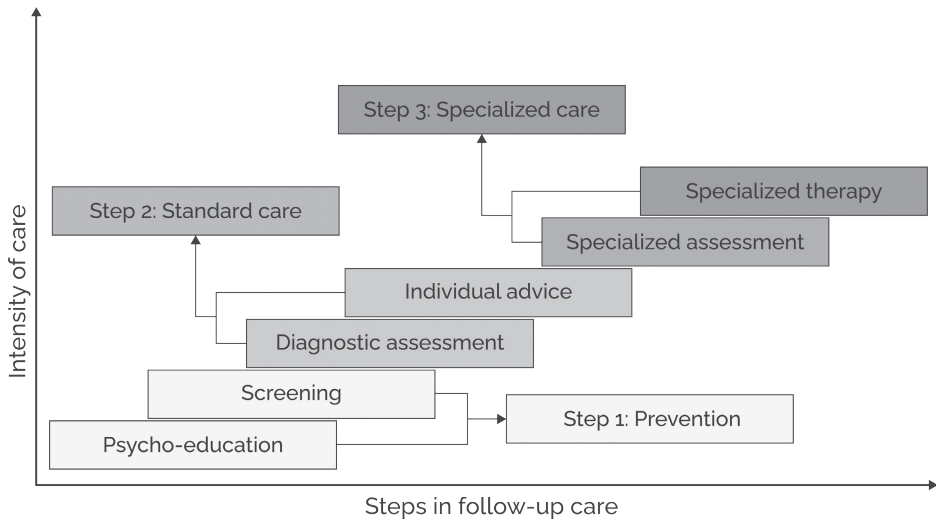 Step 3: Specialized care
Specialized therapy
Step 2: Standard care
Specialized assessment
Individual advice
Diagnostic assessment
Screening
Step 1: Prevention
Psycho-education
Intensity of care
Steps in follow-up care